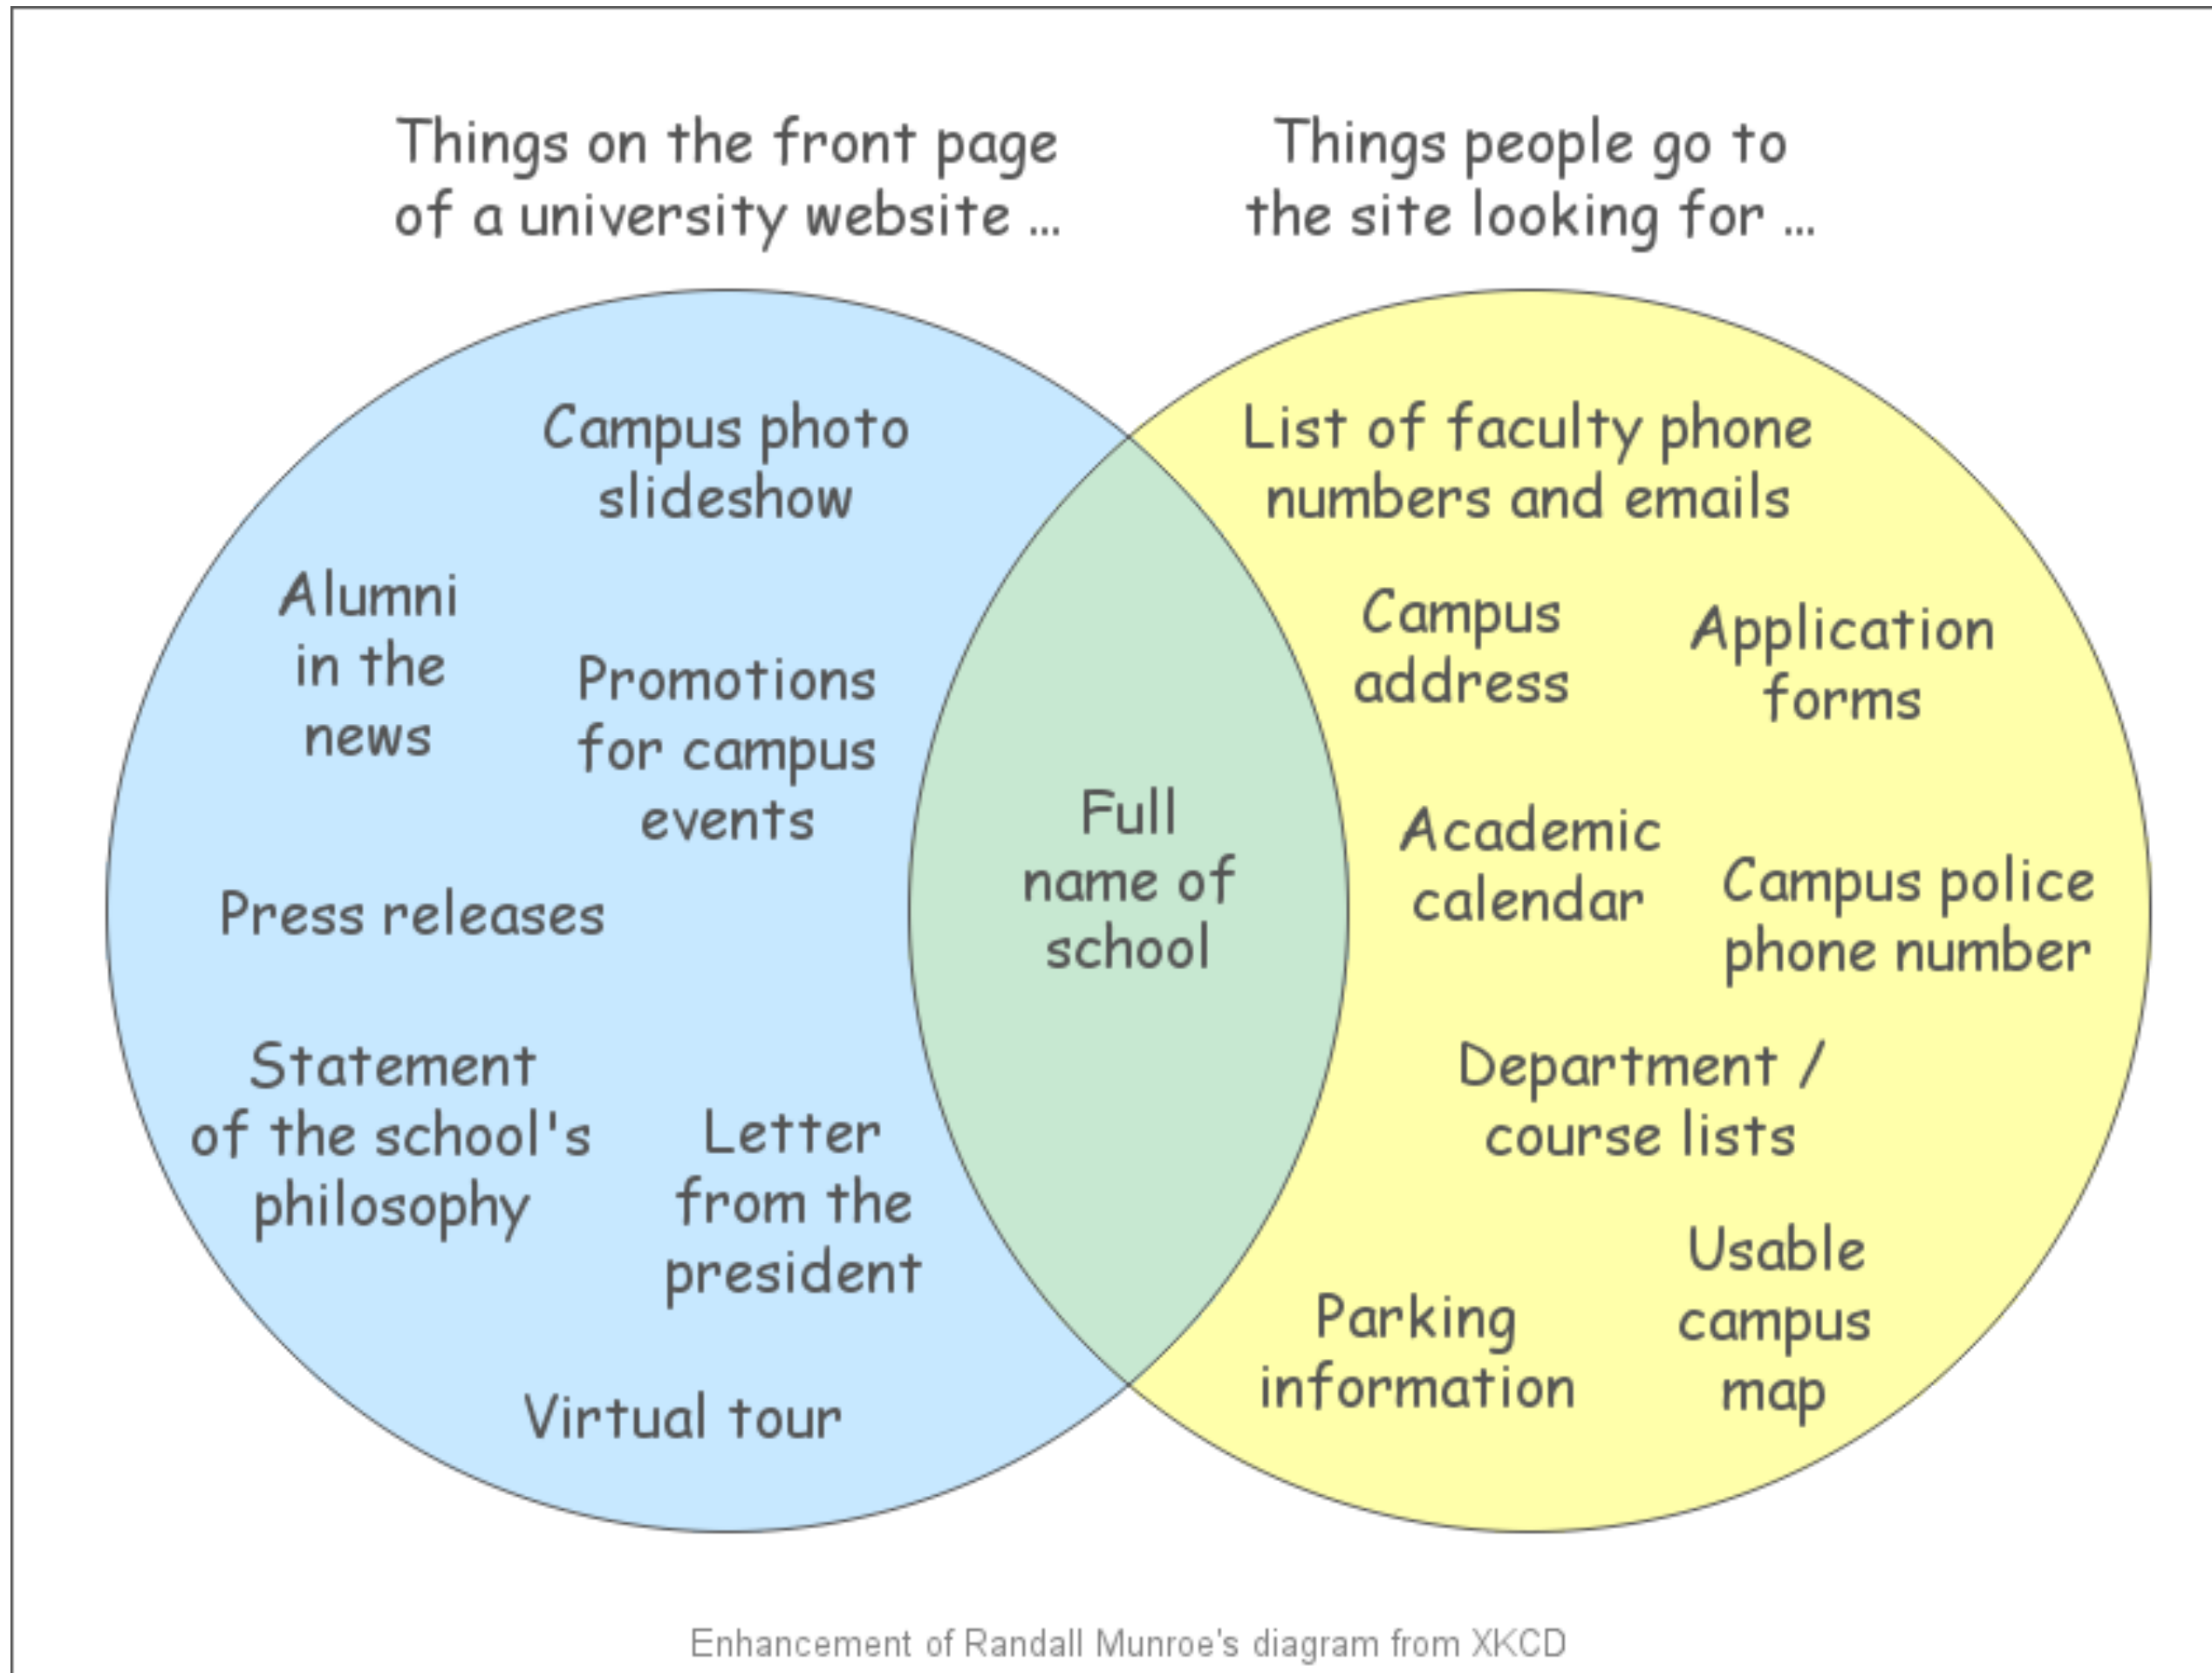 Things on the front page
of a university website ...
Things people go to
the site looking for ...
Campus photo
slideshow
Alumni
in the
news
Promotions
for campus
events
Press releases
Statement
of the school's
philosophy
Letter
from the
president
Virtual tour
Full
name of
school
List of faculty phone
numbers and emails
Campus
address
Application
forms
Academic
calendar
Campus police
phone number
Department /
course lists
Parking
information
Usable
campus
map
Enhancement of Randall Munroe's diagram from XKCD